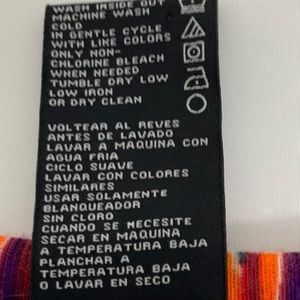 WASH INSIDE OUT
MACHINE WASH
COLD
IN GENTLE CYCLE
WITH LIKE COLORS
ONLY NON-
CHLORINE BLEACH
WHEN NEEDED
TUMBLE DRY LOW
LOW IRON
OR DRY CLEAN
VOLTEAR AL REVES
ANTES DE LAVADO
LAVAR A MAQUINA CON
AGUA FRIA
CICLO SUAVE
LAVAR CON COLORES
SIMILARES
USAR SOLAMENTE
BLANQUEADOR
SIN CLORO
CUANDO SE NECESITE
SECAR EN MAQUINA
A TEMPERATURA BAJA
PLANCHAR A
TEMPERATURA BAJA
O LAVAR EN SECO